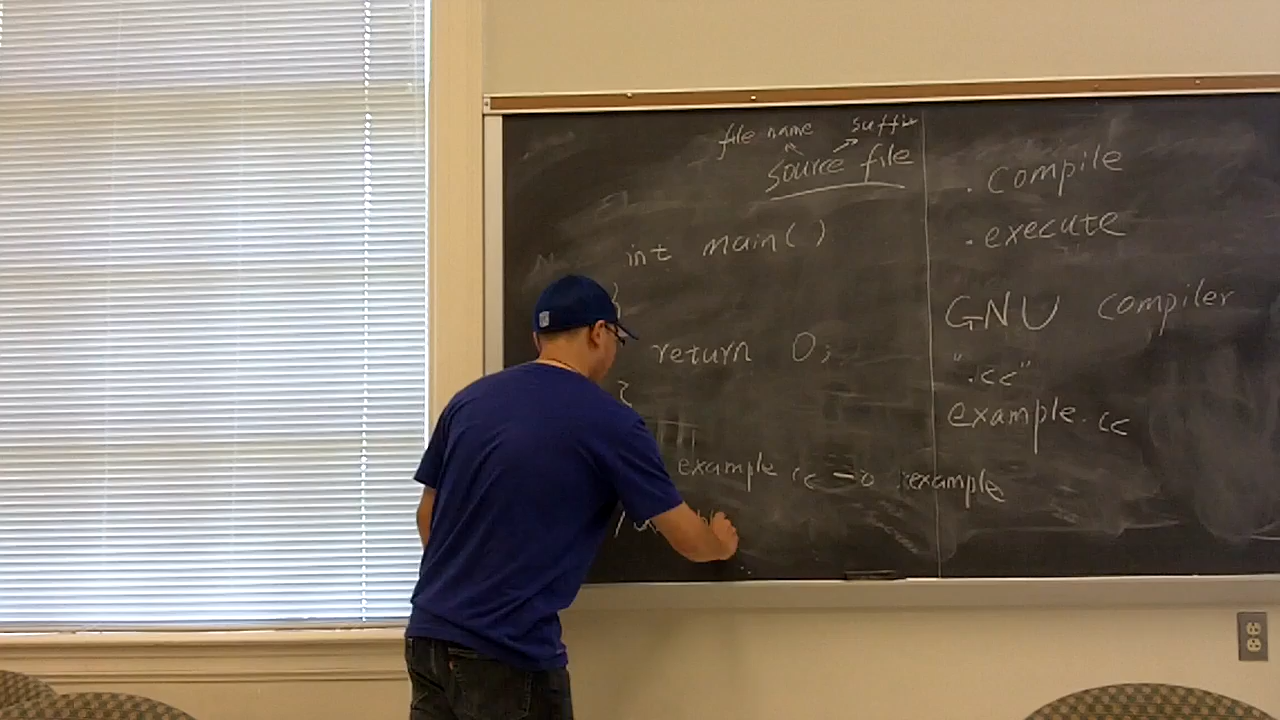 file name suffix
source file
int main()
{
return 0;
}
example.cc -o example
. compile
. execute
GNU compiler
".cc"
example.cc